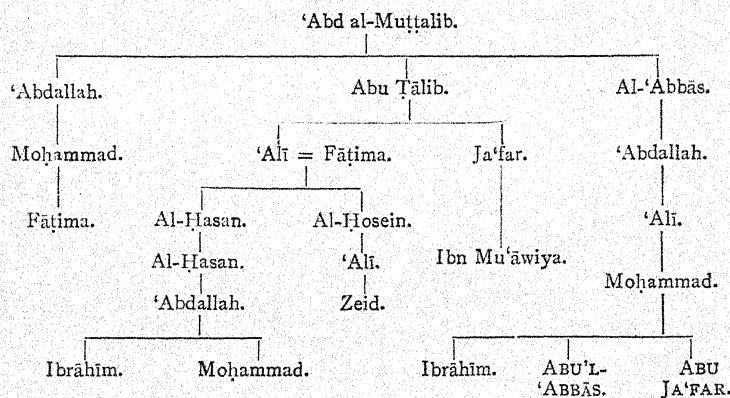 ‘Abd al-Muṭṭalib.
‘Abdallah. Abu Ṭālib. Al-‘Abbās.
Moḥammad. ‘Alī = Fāṭima. Ja‘far. ‘Abdallah.
Fāṭima. Al-Ḥasan. Al-Ḥosein. ‘Alī.
Al-Ḥasan. ‘Alī. Ibn Mu‘āwiya.
Moḥammad.
‘Abdallah. Zeid.
Ibrāhīm. Moḥammad. Ibrāhīm. ABU'L- ABU
‘ABBĀS. JA‘FAR.